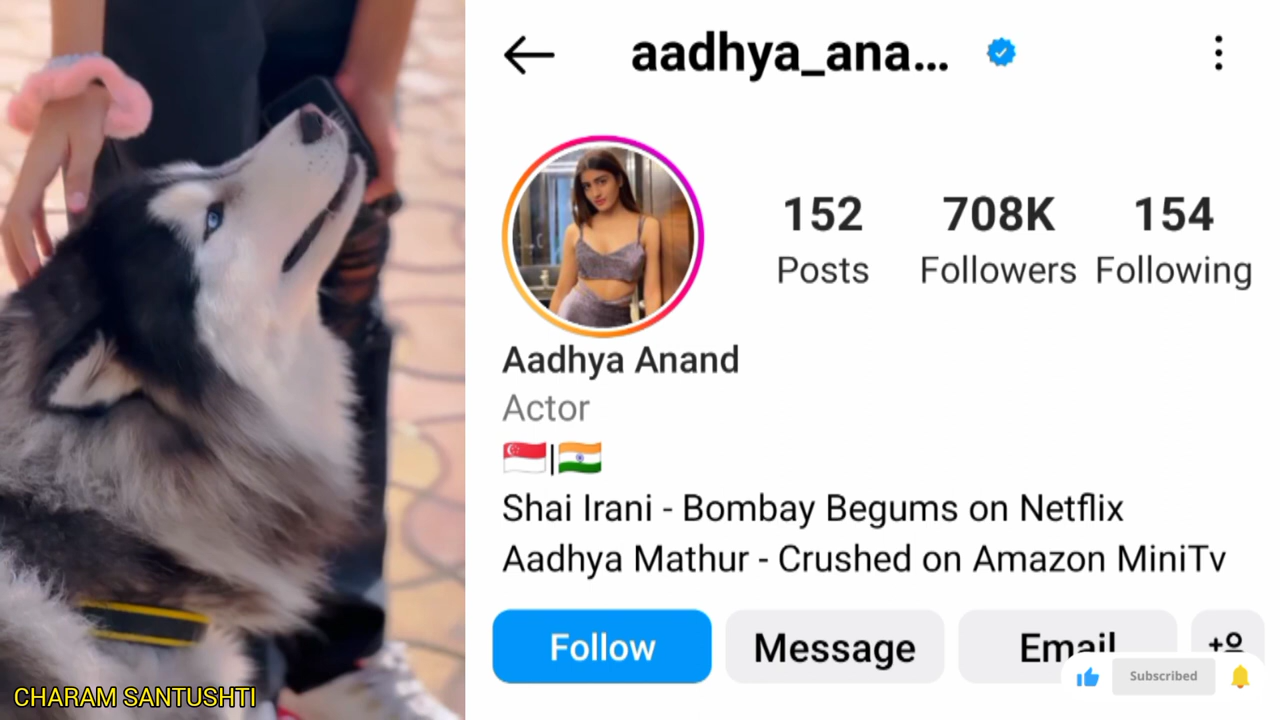 aadhya_ana...
152 708K 154
Posts Followers Following
Aadhya Anand
Actor
🇸🇬|🇮🇳
Shai Irani - Bombay Begums on Netflix
Aadhya Mathur - Crushed on Amazon MiniTv
Follow Message Email
Subscribed
CHARAM SANTUSHTI